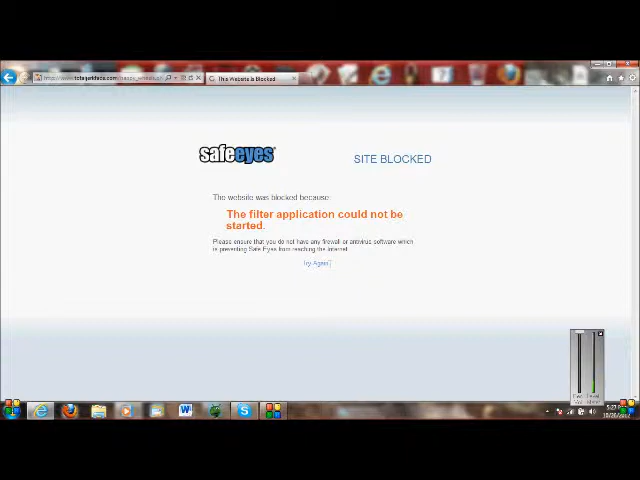 This Website Is Blocked
safeeyes
SITE BLOCKED
The website was blocked because:
The filter application could not be
started.
Please ensure that you do not have any firewall or antivirus software which
is preventing Safe Eyes from reaching the Internet.
Try Again